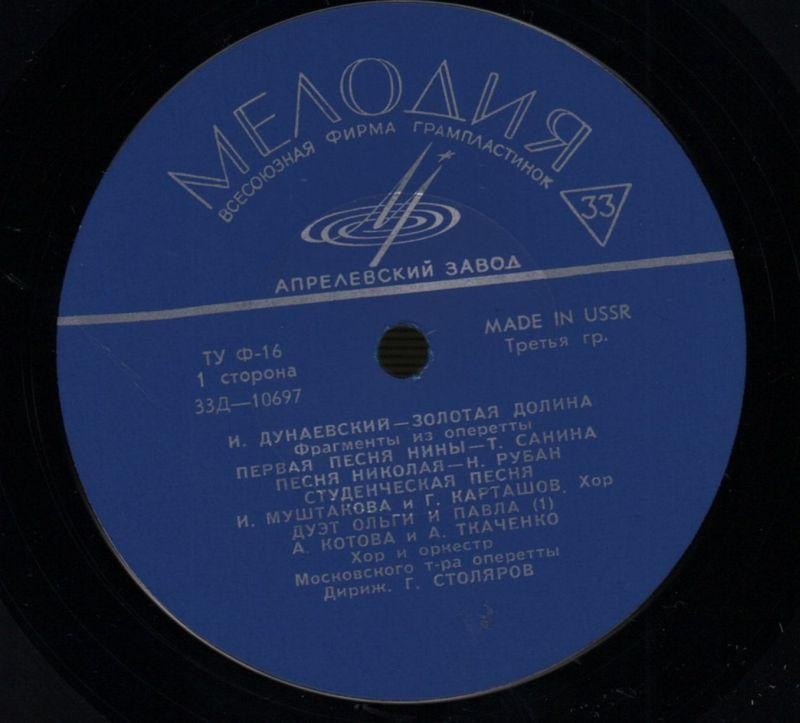 МЕЛОДИЯ
ВСЕСОЮЗНАЯ ФИРМА ГРАМПЛАСТИНОК
33
АПРЕЛЕВСКИЙ ЗАВОД
ТУ Ф-16
1 сторона
33Д—10697
MADE IN USSR
Третья гр.
И. ДУНАЕВСКИЙ—ЗОЛОТАЯ ДОЛИНА
Фрагменты из оперетты
ПЕРВАЯ ПЕСНЯ НИНЫ—Т. САНИНА
ПЕСНЯ НИКОЛАЯ—Н. РУБАН
СТУДЕНЧЕСКАЯ ПЕСНЯ
И. МУШТАКОВА и Г. КАРТАШОВ. Хор
ДУЭТ ОЛЬГИ И ПАВЛА (1)
А. КОТОВА и А. ТКАЧЕНКО
Хор и оркестр
Московского т-ра оперетты
Дириж. Г. СТОЛЯРОВ